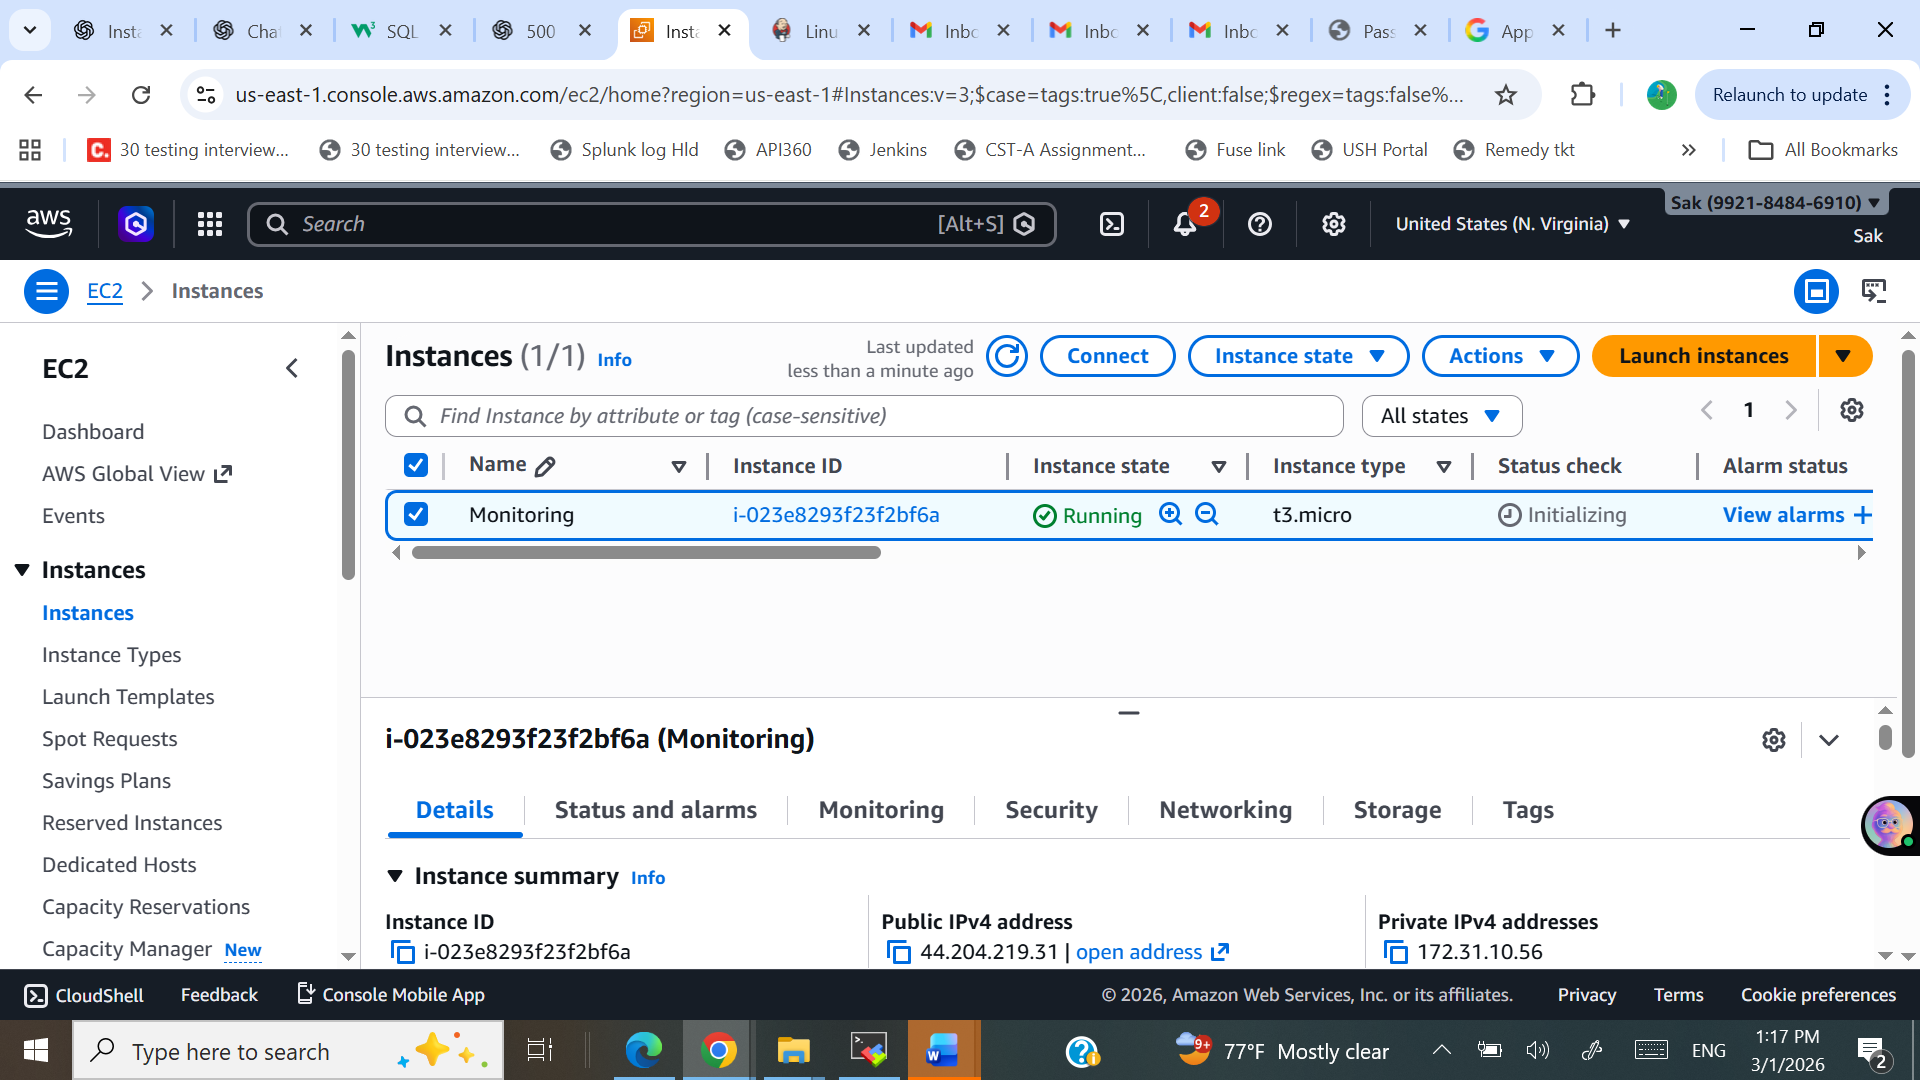 Insta
Chat
SQL
500
Insta
Linu
Inbo
Inbo
Inbo
Pass
App
us-east-1.console.aws.amazon.com/ec2/home?region=us-east-1#Instances:v=3;$case=tags:true%5C,client:false;$regex=tags:false%...
Relaunch to update
30 testing interview...
30 testing interview...
Splunk log Hld
API360
Jenkins
CST-A Assignment...
Fuse link
USH Portal
Remedy tkt
»
All Bookmarks
aws
Search
[Alt+S]
2
United States (N. Virginia)
Sak (9921-8484-6910)
Sak
EC2
Instances
EC2
Dashboard
AWS Global View
Events
Instances
Instances
Instance Types
Launch Templates
Spot Requests
Savings Plans
Reserved Instances
Dedicated Hosts
Capacity Reservations
Capacity Manager New
Instances (1/1) Info
Last updated
less than a minute ago
Connect
Instance state
Actions
Launch instances
Find Instance by attribute or tag (case-sensitive)
All states
1
Name
Instance ID
Instance state
Instance type
Status check
Alarm status
Monitoring
i-023e8293f23f2bf6a
Running
t3.micro
Initializing
View alarms +
i-023e8293f23f2bf6a (Monitoring)
Details
Status and alarms
Monitoring
Security
Networking
Storage
Tags
Instance summary Info
Instance ID
i-023e8293f23f2bf6a
Public IPv4 address
44.204.219.31 | open address
Private IPv4 addresses
172.31.10.56
CloudShell
Feedback
Console Mobile App
© 2026, Amazon Web Services, Inc. or its affiliates.
Privacy
Terms
Cookie preferences
Type here to search
9+
77°F Mostly clear
ENG
1:17 PM
3/1/2026
2